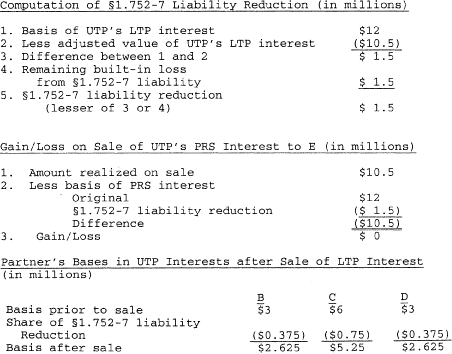 Computation of §1.752-7 Liability Reduction (in millions)
1. Basis of UTP's LTP interest $12
2. Less adjusted value of UTP's LTP interest ($10.5)
3. Difference between 1 and 2 $ 1.5
4. Remaining built-in loss
from §1.752-7 liability $ 1.5
5. §1.752-7 liability reduction
(lesser of 3 or 4) $ 1.5
Gain/Loss on Sale of UTP's PRS Interest to E (in millions)
1. Amount realized on sale $10.5
2. Less basis of PRS interest
Original $12
§1.752-7 liability reduction ($ 1.5)
Difference ($10.5)
3. Gain/Loss $ 0
Partner's Bases in UTP Interests after Sale of LTP Interest
(in millions)
B C D
Basis prior to sale $3 $6 $3
Share of §1.752-7 liability
Reduction ($0.375) ($0.75) ($0.375)
Basis after sale $2.625 $5.25 $2.625